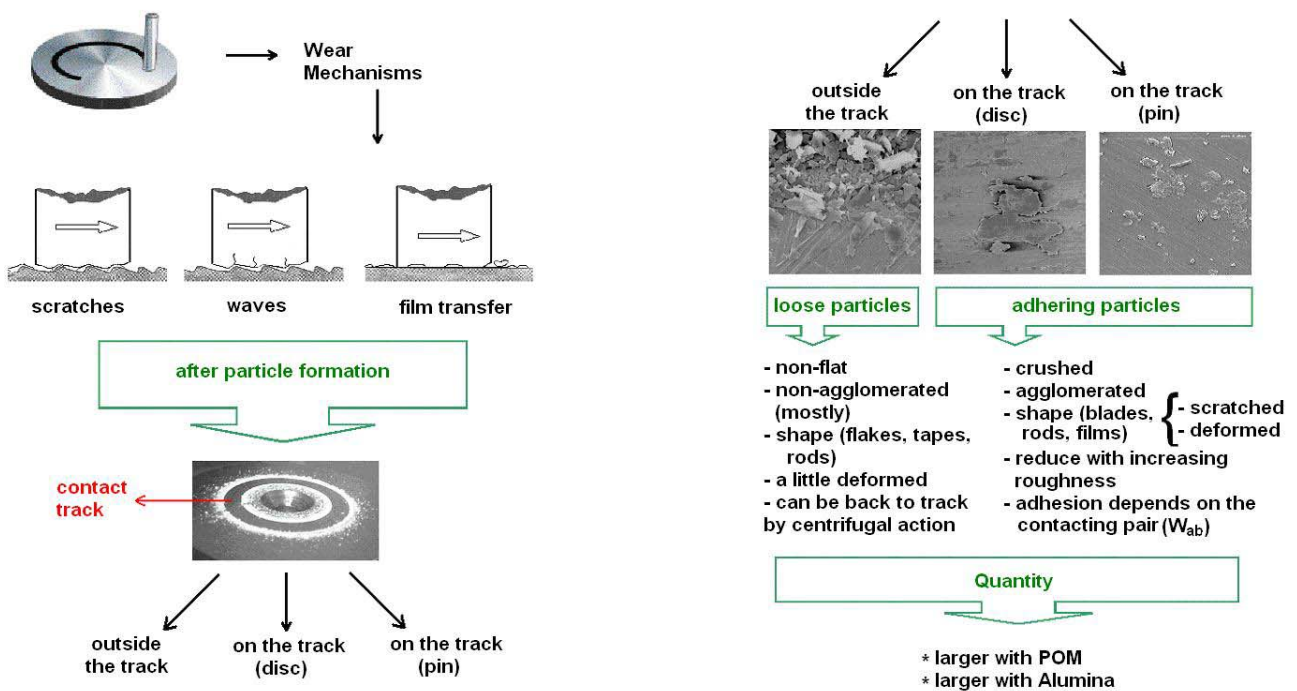 Wear
Mechanisms
scratches
waves
film transfer
after particle formation
contact
track
outside
the track
on the track
(disc)
on the track
(pin)
outside
the track
on the track
(disc)
on the track
(pin)
loose particles
adhering particles
- non-flat
- non-agglomerated
(mostly)
- shape (flakes, tapes,
rods)
- a little deformed
- can be back to track
by centrifugal action
- crushed
- agglomerated
- shape (blades,
rods, films)
- scratched
- deformed
- reduce with increasing
roughness
- adhesion depends on the
contacting pair (Wab)
Quantity
* larger with POM
* larger with Alumina